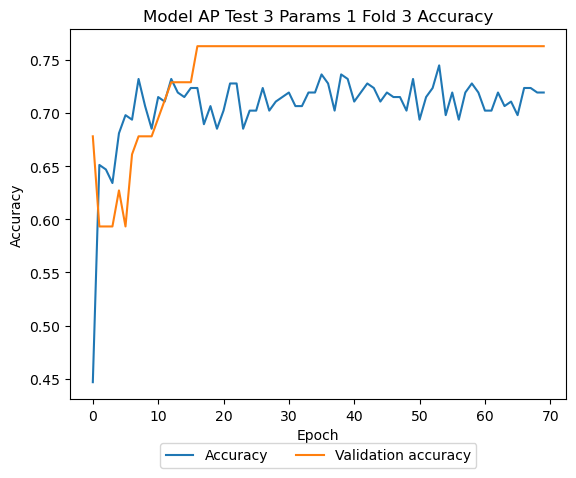 Model AP Test 3 Params 1 Fold 3 Accuracy
0.75
0.70
0.65
0.60
0.55
0.50
0.45
Accuracy
0 10 20 30 40 50 60 70
Epoch
Accuracy Validation accuracy